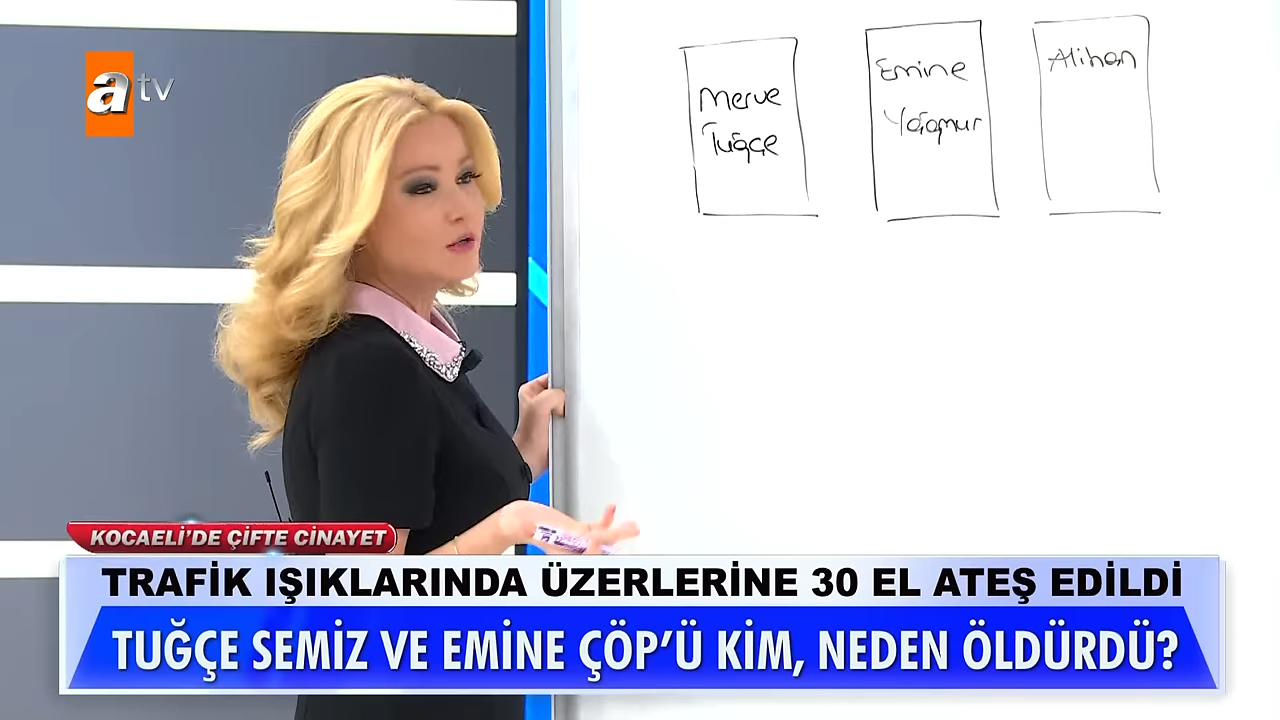 atv
Merve
Tuğçe
Emine
Yağmur
Alihan
KOCAELİ'DE ÇİFTE CİNAYET
TRAFİK IŞIKLARINDA ÜZERLERİNE 30 EL ATEŞ EDİLDİ
TUĞÇE SEMİZ VE EMİNE ÇÖP'Ü KİM, NEDEN ÖLDÜRDÜ?